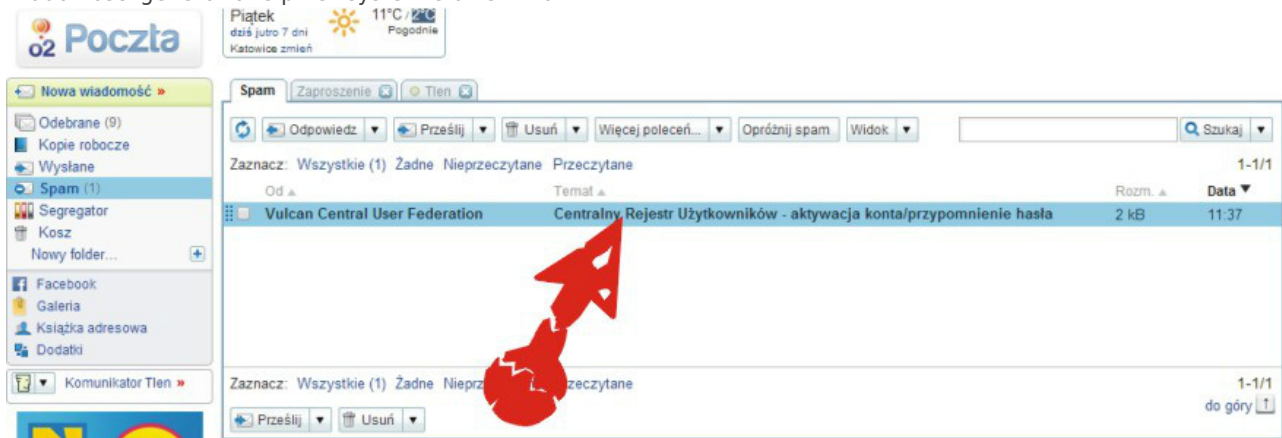 Piątek
11°C / 2°C
dziś jutro 7 dni
Pogodnie
Katowice zmień
o2 Poczta
Nowa wiadomość »
Odebrane (9)
Kopie robocze
Wysłane
Spam (1)
Segregator
Kosz
Nowy folder...
Facebook
Galeria
Książka adresowa
Dodatki
Komunikator Tlen »
Spam Zaproszenie Tlen
Odpowiedz Prześlij Usuń Więcej poleceń... Opróżnij spam Widok Szukaj
Zaznacz: Wszystkie (1) Żadne Nieprzeczytane Przeczytane 1-1/1
Od Temat Rozm. Data
Vulcan Central User Federation Centralny Rejestr Użytkowników - aktywacja konta/przypomnienie hasła 2 kB 11:37
Zaznacz: Wszystkie (1) Żadne 1-1/1
do góry
Prześlij Usuń